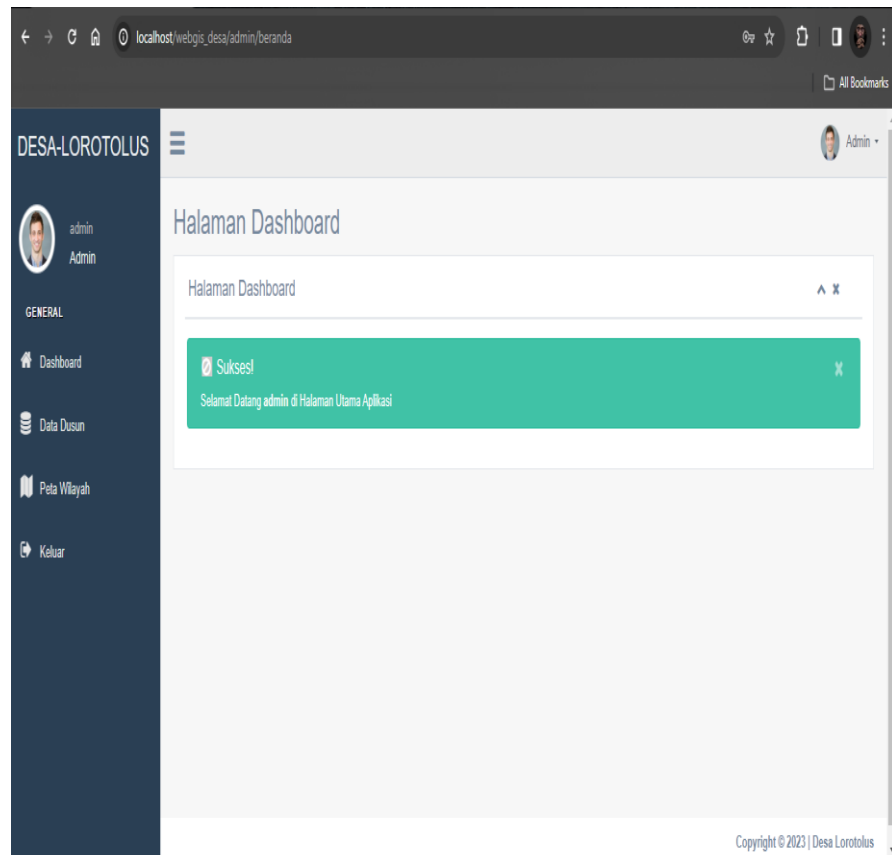 localhost/webgis_desa/admin/beranda
All Bookmarks
DESA-LOROTOLUS
Admin
admin
Admin
GENERAL
Dashboard
Data Dusun
Peta Wilayah
Keluar
Halaman Dashboard
Halaman Dashboard
Sukses!
Selamat Datang admin di Halaman Utama Aplikasi
Copyright © 2023 | Desa Lorotolus